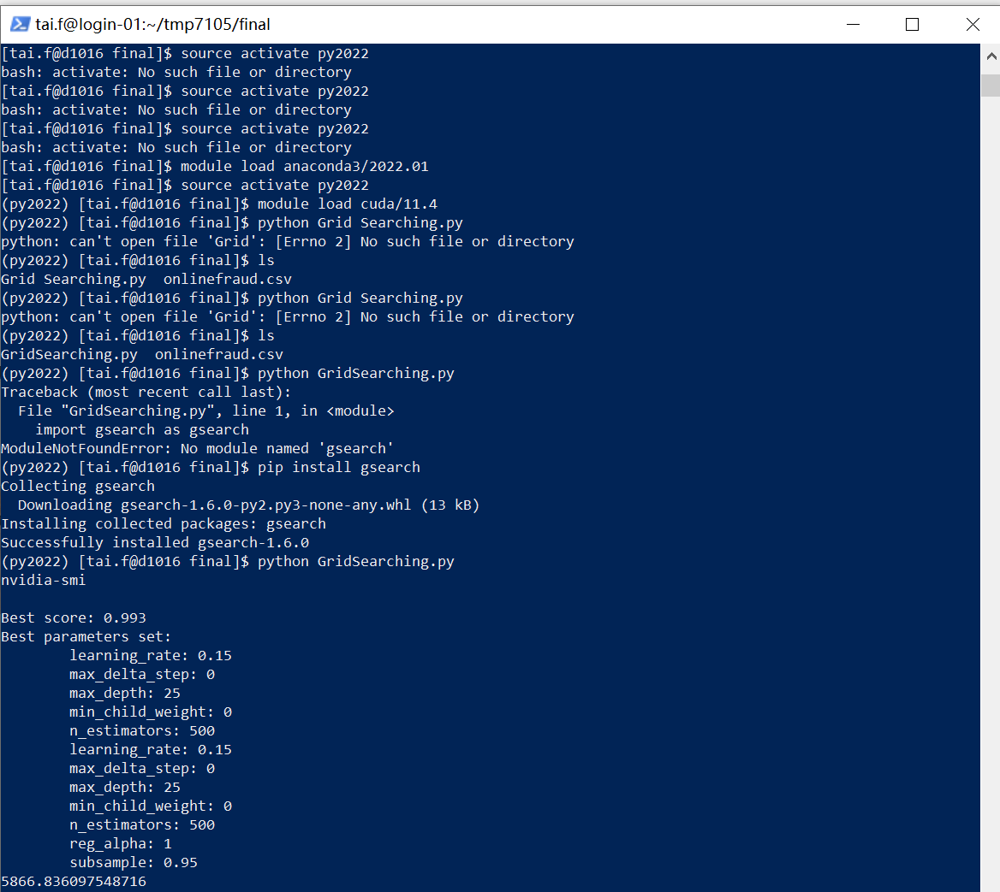 tai.f@login-01:~/tmp7105/final
[tai.f@d1016 final]$ source activate py2022
bash: activate: No such file or directory
[tai.f@d1016 final]$ source activate py2022
bash: activate: No such file or directory
[tai.f@d1016 final]$ source activate py2022
bash: activate: No such file or directory
[tai.f@d1016 final]$ module load anaconda3/2022.01
[tai.f@d1016 final]$ source activate py2022
(py2022) [tai.f@d1016 final]$ module load cuda/11.4
(py2022) [tai.f@d1016 final]$ python Grid Searching.py
python: can't open file 'Grid': [Errno 2] No such file or directory
(py2022) [tai.f@d1016 final]$ ls
Grid Searching.py  onlinefraud.csv
(py2022) [tai.f@d1016 final]$ python Grid Searching.py
python: can't open file 'Grid': [Errno 2] No such file or directory
(py2022) [tai.f@d1016 final]$ ls
GridSearching.py  onlinefraud.csv
(py2022) [tai.f@d1016 final]$ python GridSearching.py
Traceback (most recent call last):
  File "GridSearching.py", line 1, in <module>
    import gsearch as gsearch
ModuleNotFoundError: No module named 'gsearch'
(py2022) [tai.f@d1016 final]$ pip install gsearch
Collecting gsearch
  Downloading gsearch-1.6.0-py2.py3-none-any.whl (13 kB)
Installing collected packages: gsearch
Successfully installed gsearch-1.6.0
(py2022) [tai.f@d1016 final]$ python GridSearching.py
nvidia-smi

Best score: 0.993
Best parameters set:
        learning_rate: 0.15
        max_delta_step: 0
        max_depth: 25
        min_child_weight: 0
        n_estimators: 500
        learning_rate: 0.15
        max_delta_step: 0
        max_depth: 25
        min_child_weight: 0
        n_estimators: 500
        reg_alpha: 1
        subsample: 0.95
5866.836097548716